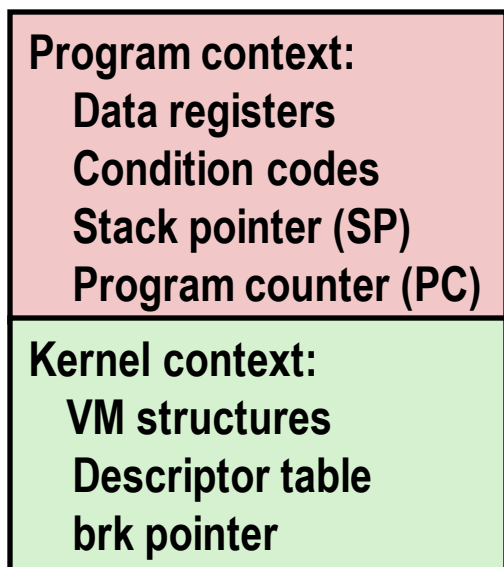 Program context:
Data registers
Condition codes
Stack pointer (SP)
Program counter (PC)
Kernel context:
VM structures
Descriptor table
brk pointer